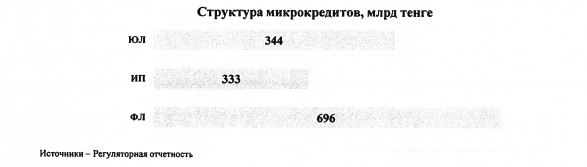 Структура микрокредитов, млрд тенге
ЮЛ 344
ИП 333
ФЛ 696
Источники – Регуляторная отчетность